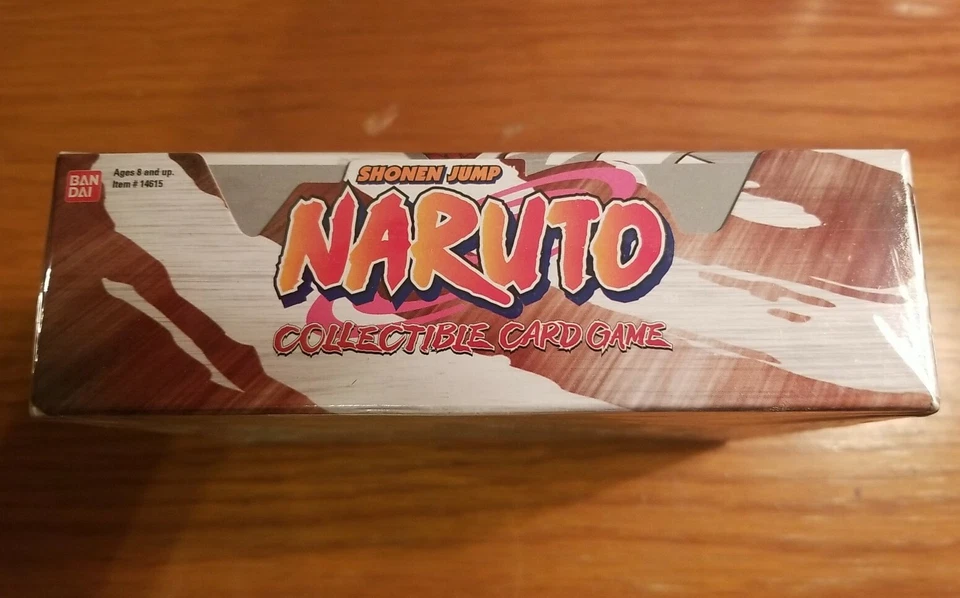 BAN
DAI
Ages 8 and up.
Item # 14615
SHONEN JUMP
NARUTO
COLLECTIBLE CARD GAME